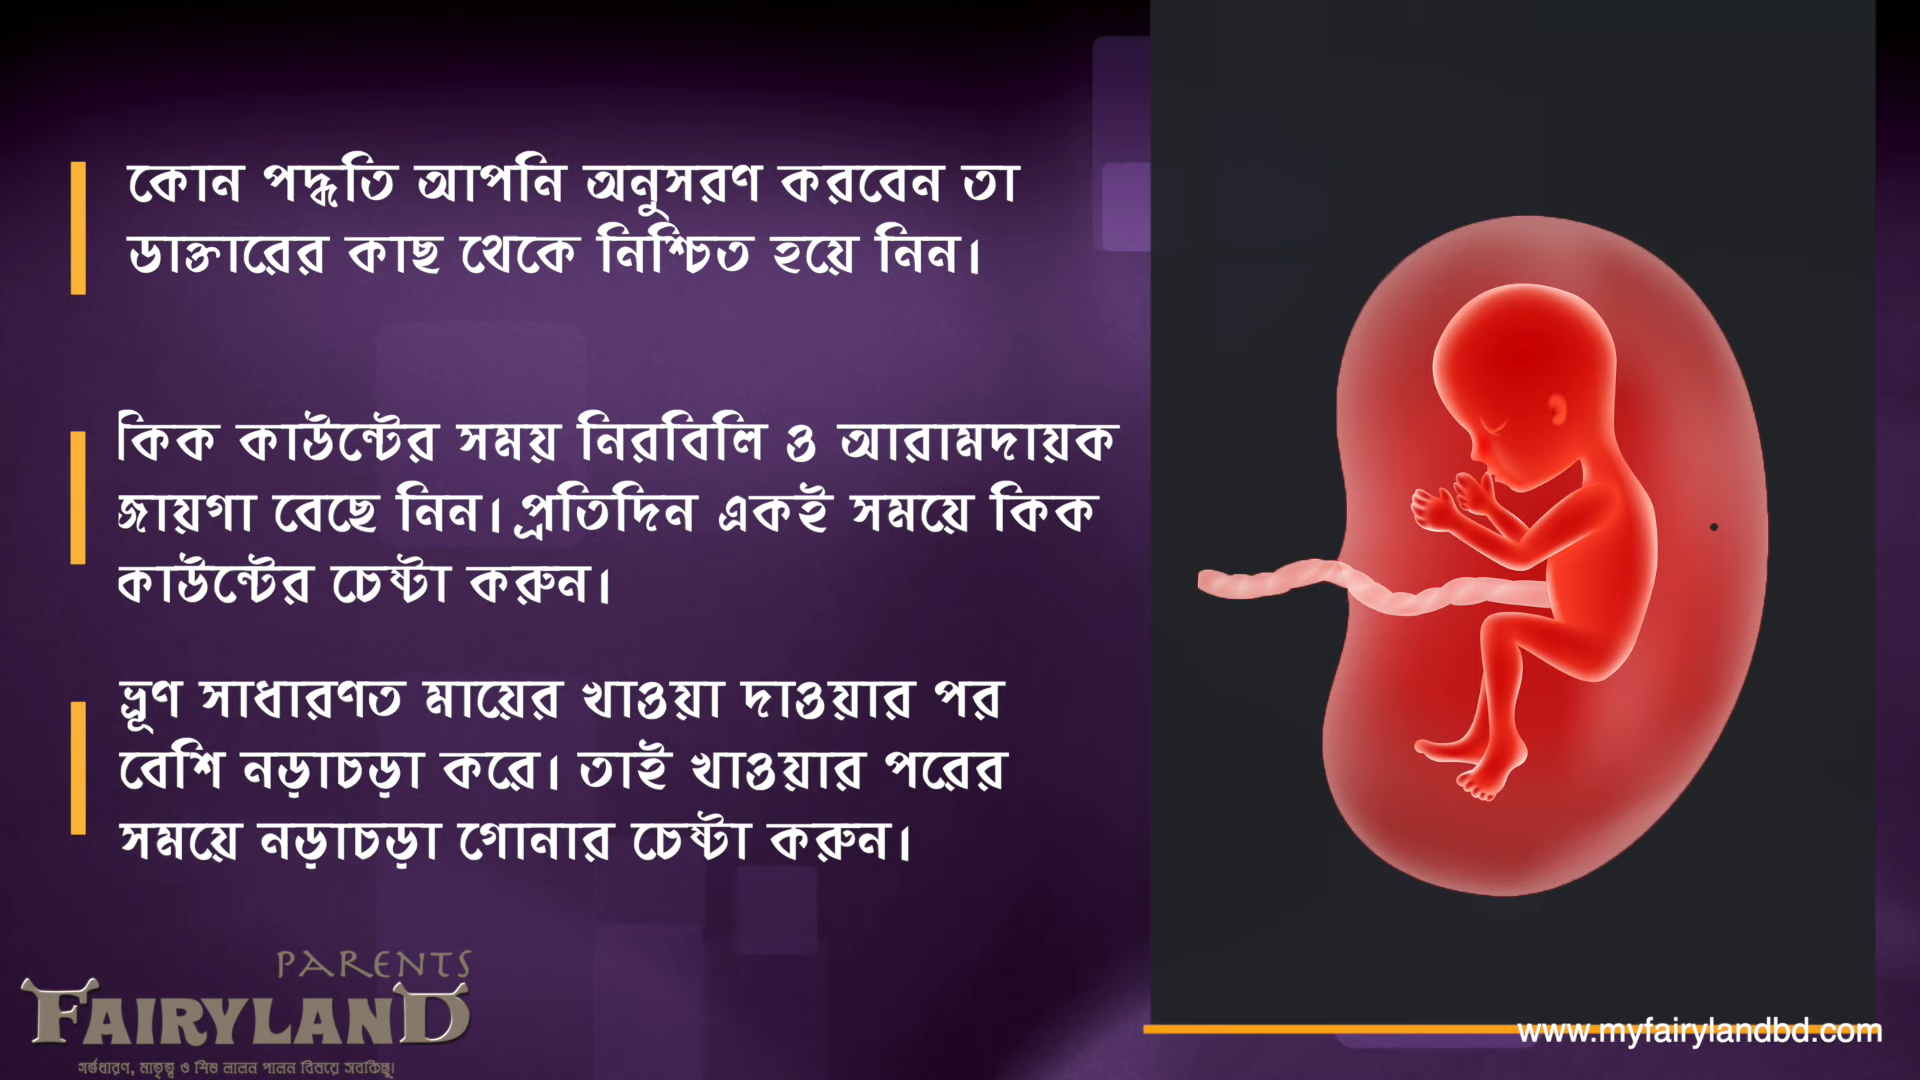 কোন পদ্ধতি আপনি অনুসরণ করবেন তা
ডাক্তারের কাছ থেকে নিশ্চিত হয়ে নিন।
কিক কাউন্টের সময় নিরবিলি ও আরামদায়ক
জায়গা বেছে নিন। প্রতিদিন একই সময়ে কিক
কাউন্টের চেষ্টা করুন।
ভ্রূণ সাধারণত মায়ের খাওয়া দাওয়ার পর
বেশি নড়াচড়া করে। তাই খাওয়ার পরের
সময়ে নড়াচড়া গোনার চেষ্টা করুন।
PARENTS
FAIRYLAND
গর্ভধারণ, মাতৃত্ব ও শিশু লালন পালন বিষয়ে সবকিছু।
www.myfairylandbd.com